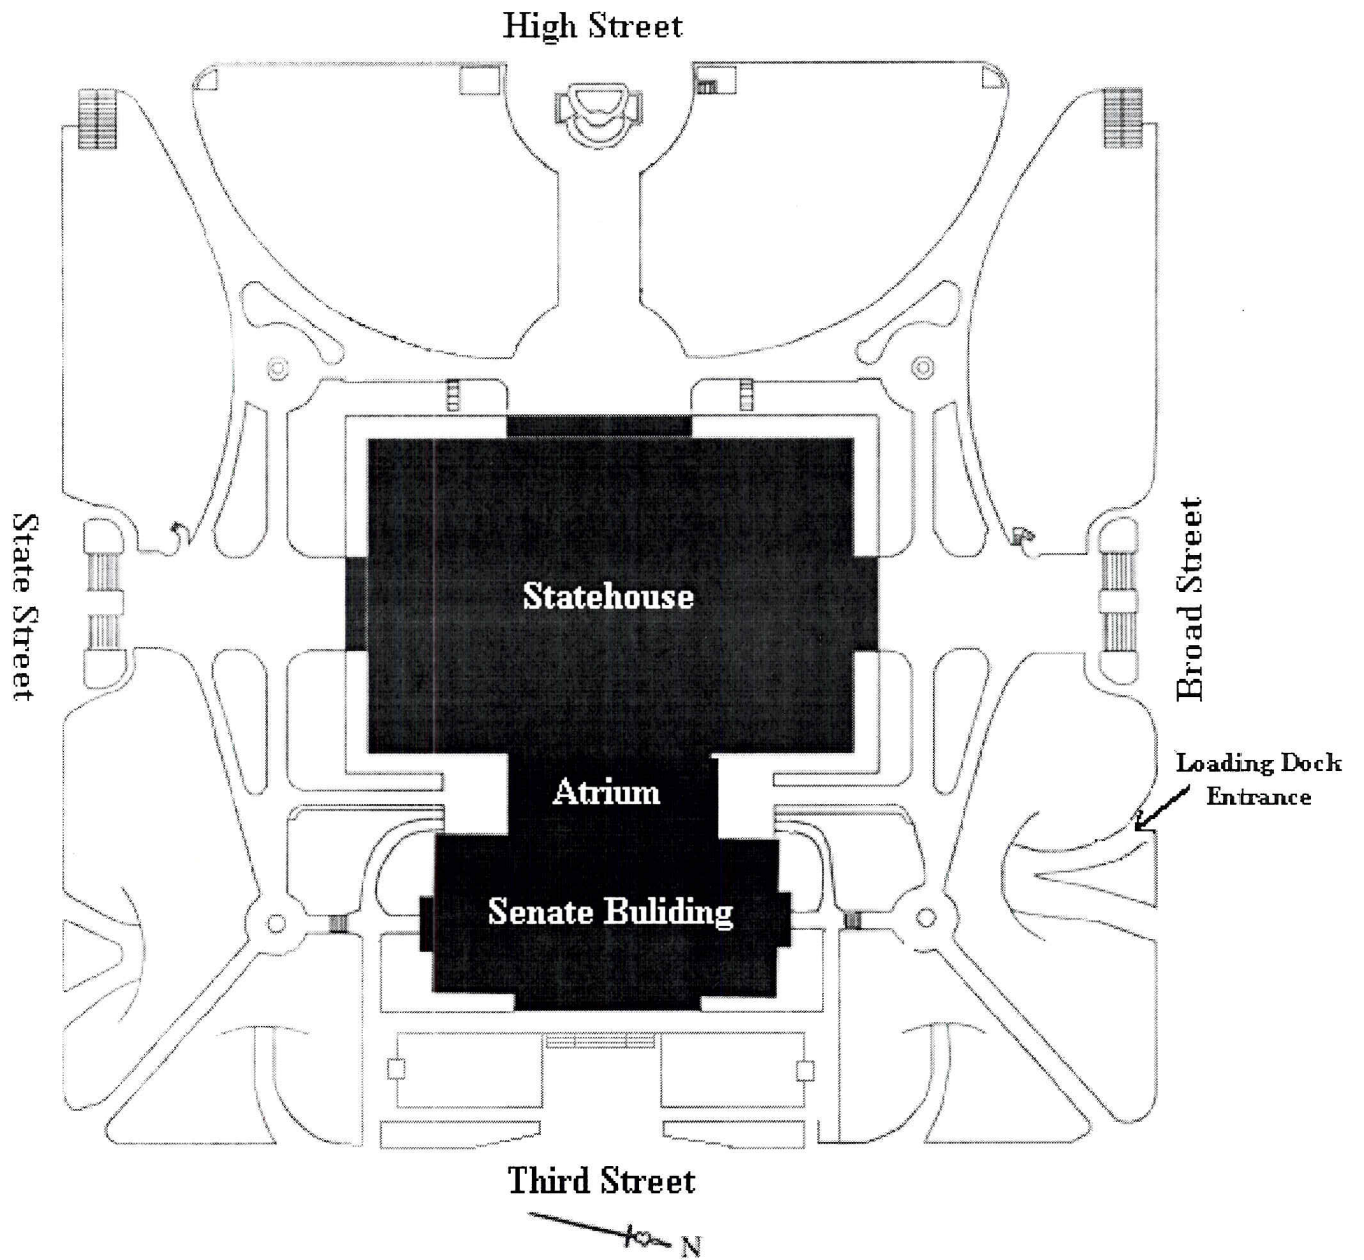 High Street
State Street
Statehouse
Broad Street
Atrium
Loading Dock
Entrance
Senate Buliding
Third Street
N